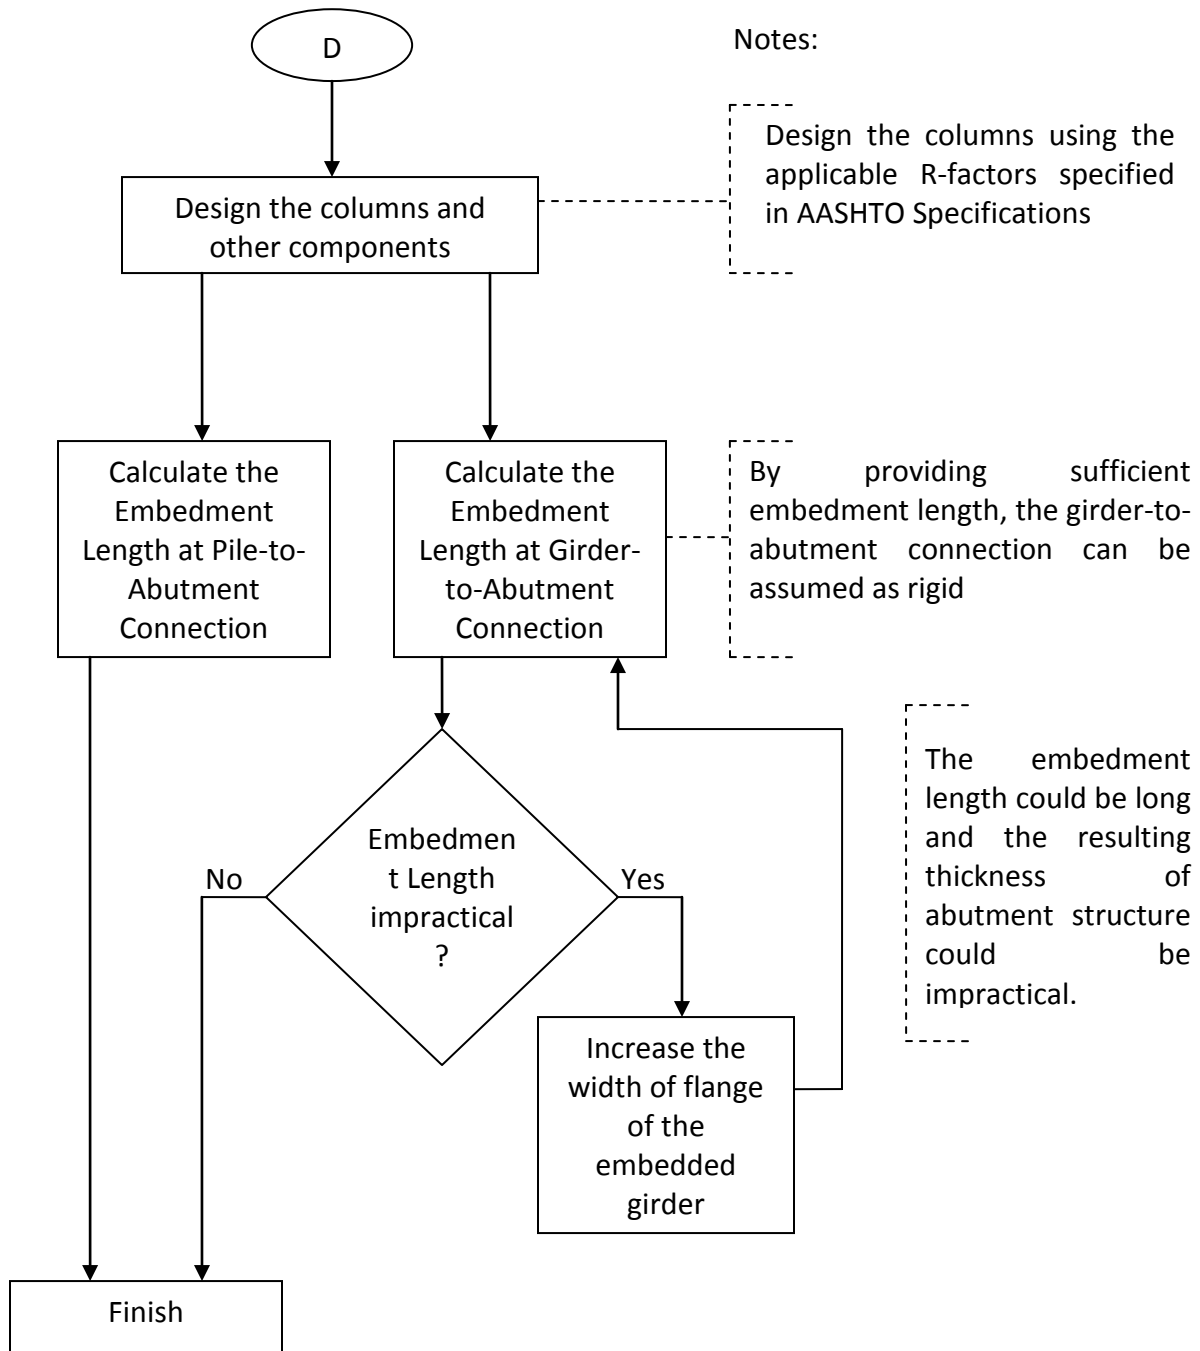 D
Notes:
Design the columns using the
applicable R-factors specified
in AASHTO Specifications
Design the columns and
other components
Calculate the
Embedment
Length at Pile-to-
Abutment
Connection
Calculate the
Embedment
Length at Girder-
to-Abutment
Connection
By providing sufficient
embedment length, the girder-to-
abutment connection can be
assumed as rigid
The embedment
length could be long
and the resulting
thickness of
abutment structure
could be
impractical.
Embedmen
t Length
impractical
?
No
Yes
Increase the
width of flange
of the
embedded
girder
Finish